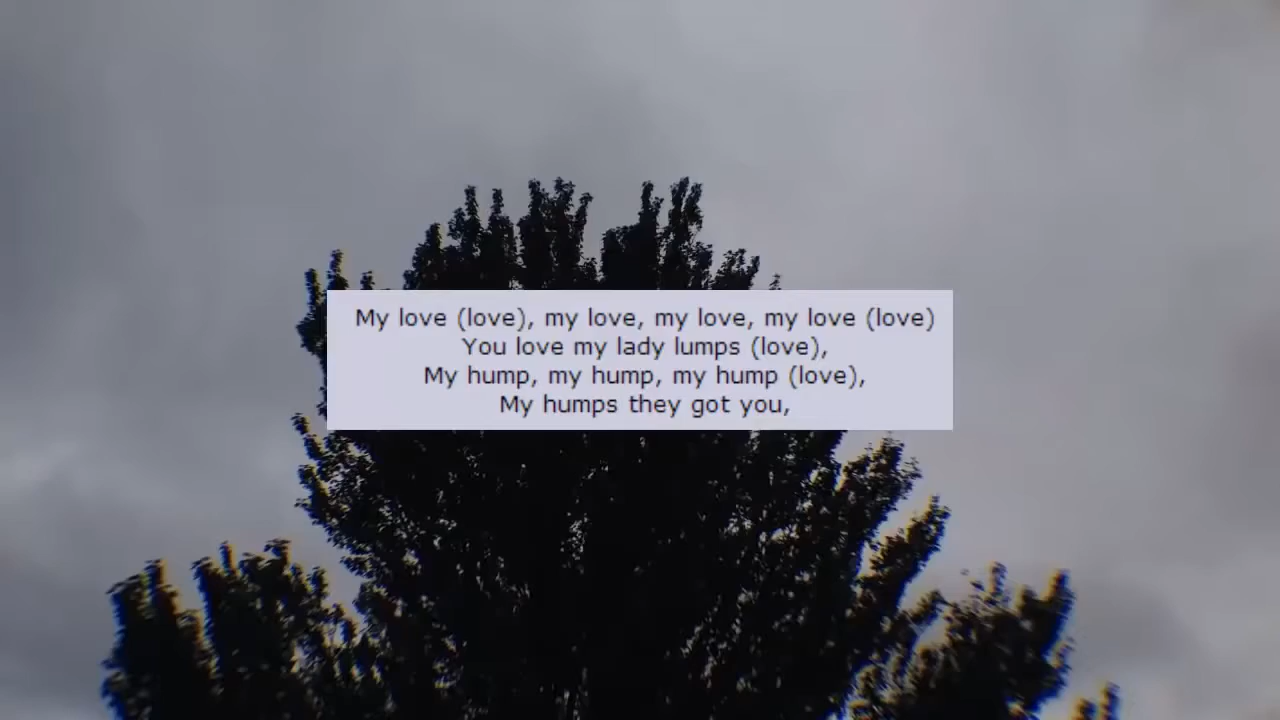 My love (love), my love, my love, my love (love)
You love my lady lumps (love),
My hump, my hump, my hump (love),
My humps they got you,